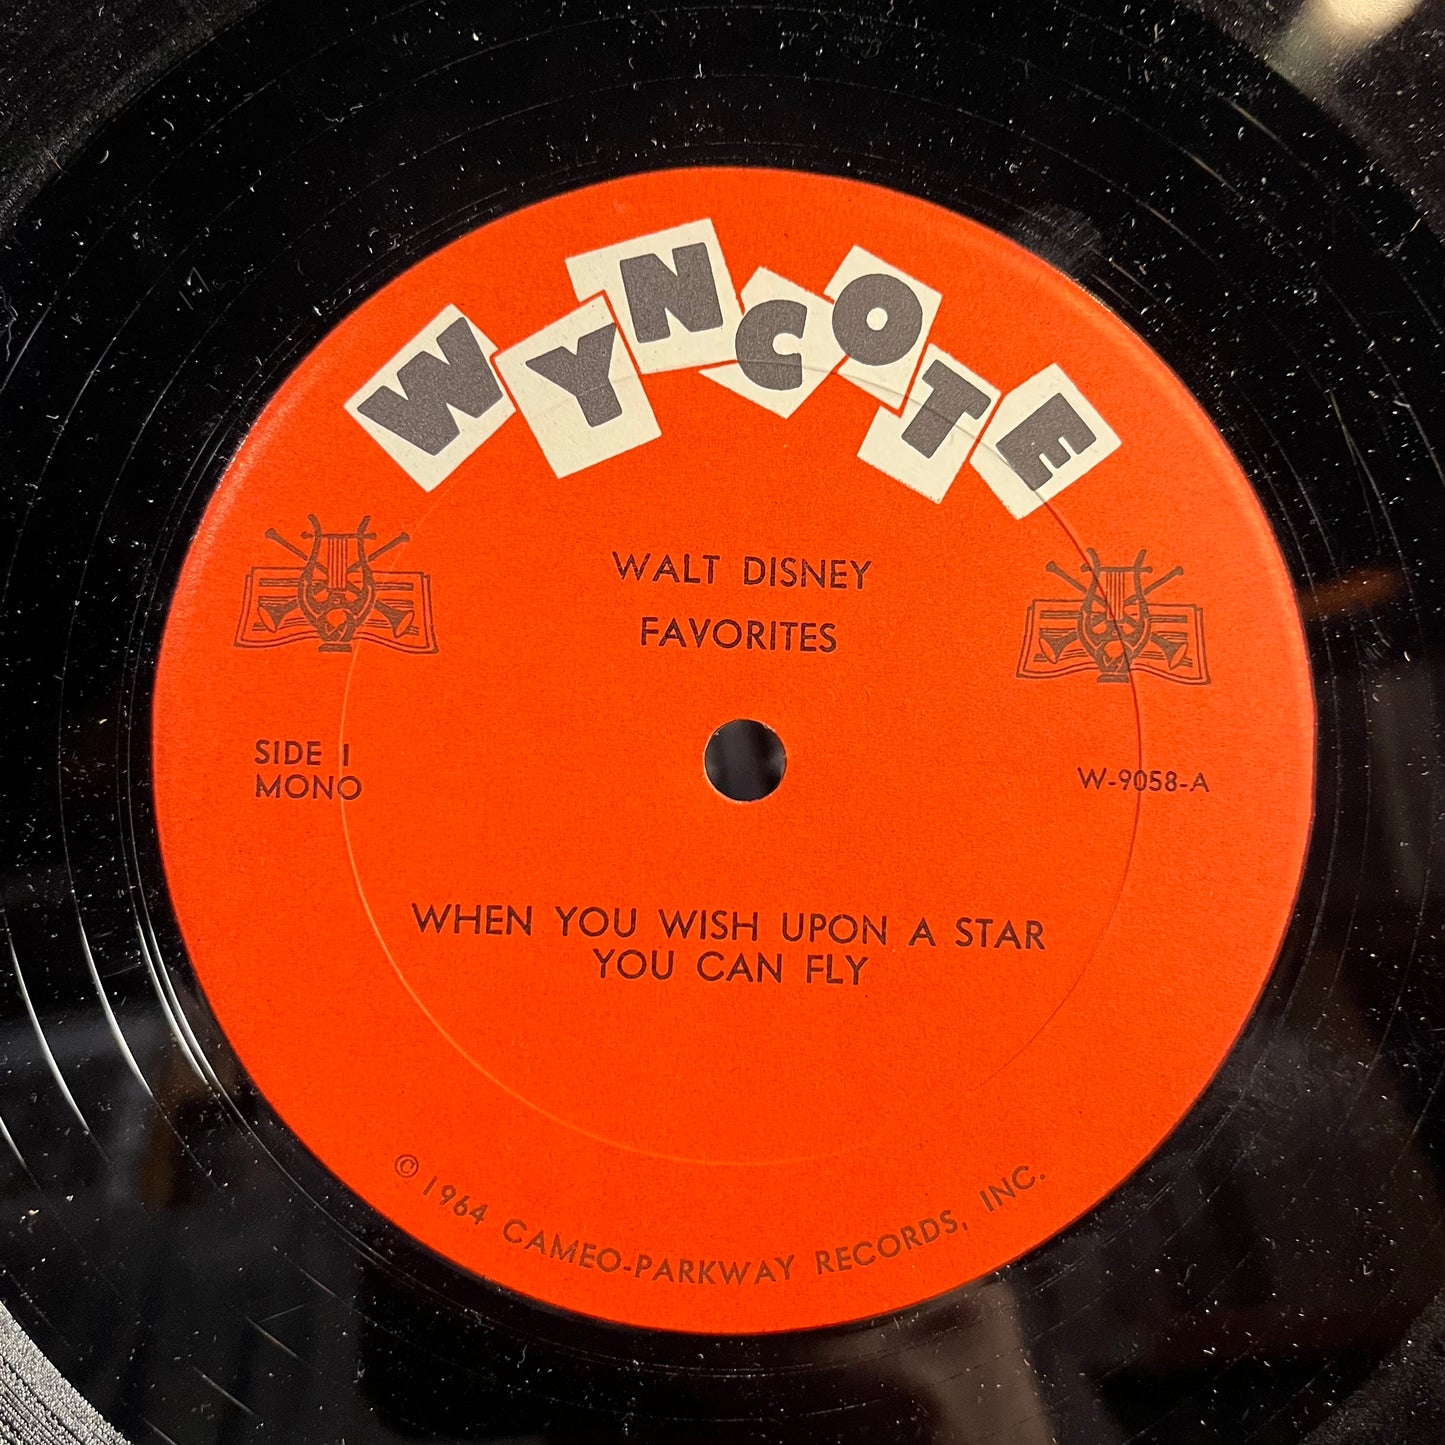 WYNCOTE
WALT DISNEY
FAVORITES
SIDE 1
MONO
W-9058-A
WHEN YOU WISH UPON A STAR
YOU CAN FLY
© 1964 CAMEO-PARKWAY RECORDS, INC.